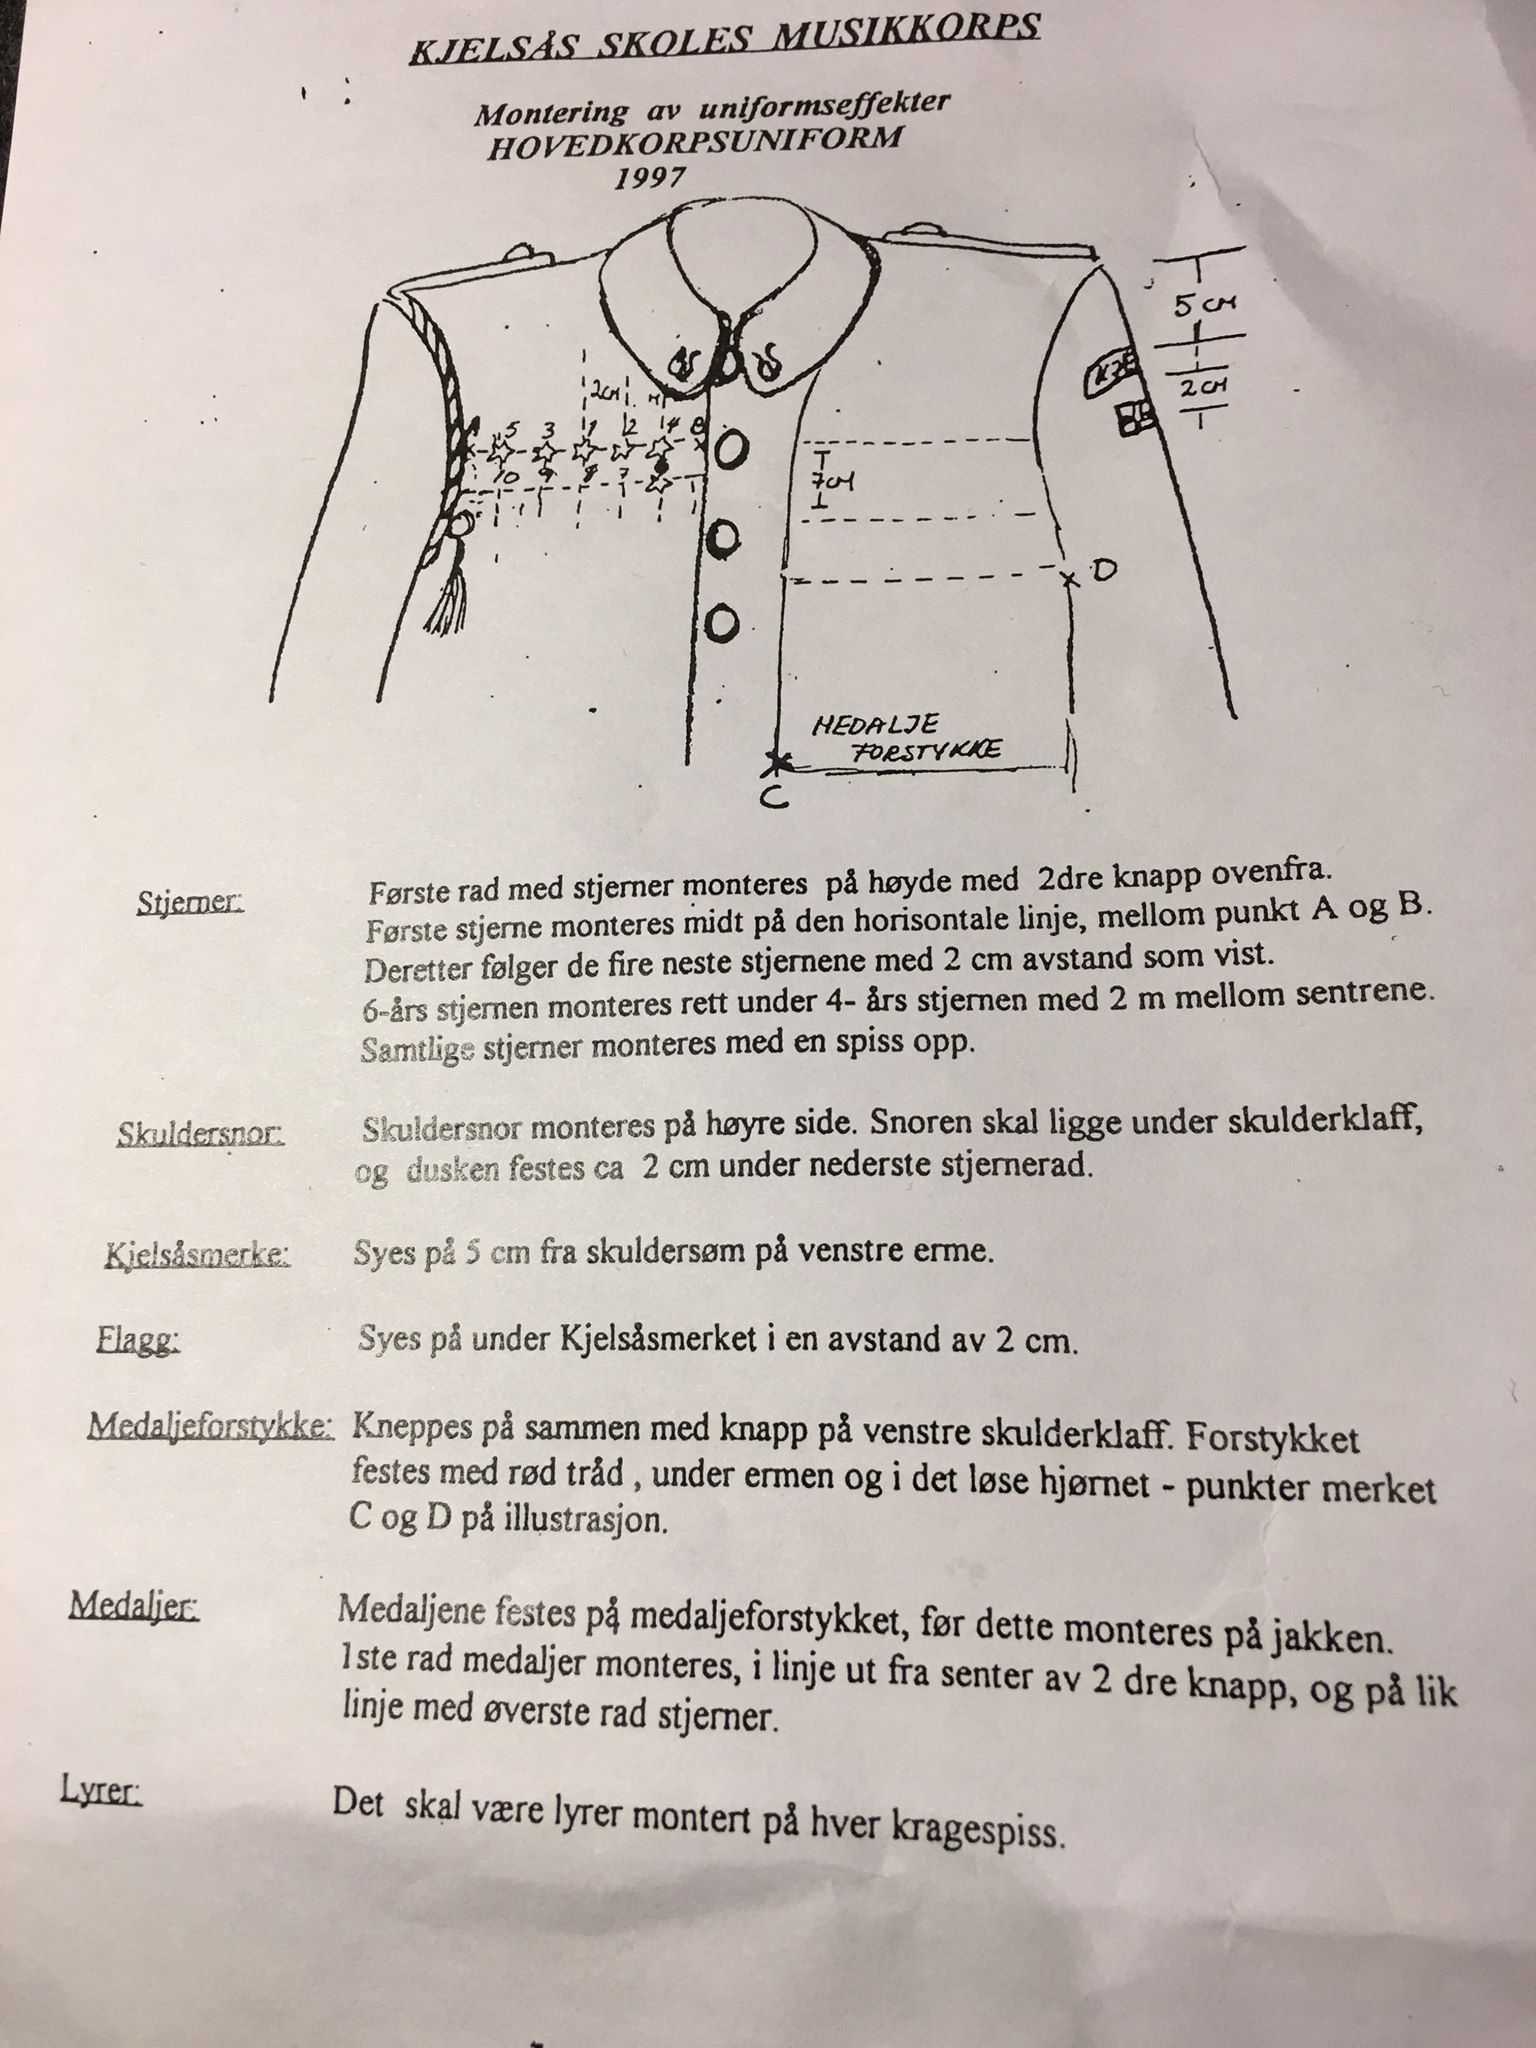 KJELSÅS SKOLES MUSIKKORPS
Montering av uniformseffekter
HOVEDKORPSUNIFORM
1997
5 CM
KJE
2CM
2CM
5 3 1 2 4 B
10 9 8 7 6
7CM
D
MEDALJE
FORSTYKKE
C
Stjerner: Første rad med stjerner monteres på høyde med 2dre knapp ovenfra.
Første stjerne monteres midt på den horisontale linje, mellom punkt A og B.
Deretter følger de fire neste stjernene med 2 cm avstand som vist.
6-års stjernen monteres rett under 4- års stjernen med 2 m mellom sentrene.
Samtlige stjerner monteres med en spiss opp.
Skuldersnor: Skuldersnor monteres på høyre side. Snoren skal ligge under skulderklaff,
og dusken festes ca 2 cm under nederste stjernerad.
Kjelsåsmerke: Syes på 5 cm fra skuldersøm på venstre erme.
Flagg: Syes på under Kjelsåsmerket i en avstand av 2 cm.
Medaljeforstykke: Kneppes på sammen med knapp på venstre skulderklaff. Forstykket
festes med rød tråd , under ermen og i det løse hjørnet - punkter merket
C og D på illustrasjon.
Medaljer: Medaljene festes på medaljeforstykket, før dette monteres på jakken.
1ste rad medaljer monteres, i linje ut fra senter av 2 dre knapp, og på lik
linje med øverste rad stjerner.
Lyrer: Det skal være lyrer montert på hver kragespiss.